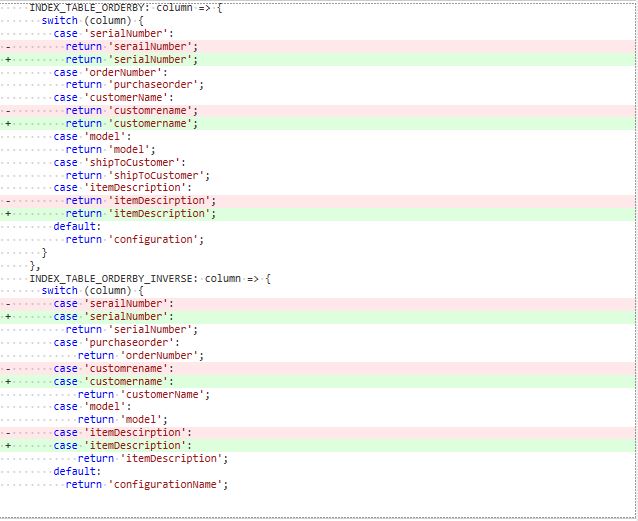 INDEX_TABLE_ORDERBY: column => {
switch (column) {
case 'serialNumber':
- return 'serailNumber';
+ return 'serialNumber';
case 'orderNumber':
return 'purchaseorder';
case 'customerName':
- return 'customrename';
+ return 'customername';
case 'model':
return 'model';
case 'shipToCustomer':
return 'shipToCustomer';
case 'itemDescription':
- return 'itemDescirption';
+ return 'itemDescription';
default:
return 'configuration';
}
},
INDEX_TABLE_ORDERBY_INVERSE: column => {
switch (column) {
- case 'serailNumber':
+ case 'serialNumber':
return 'serialNumber';
case 'purchaseorder':
return 'orderNumber';
- case 'customrename':
+ case 'customername':
return 'customerName';
case 'model':
return 'model';
- case 'itemDescirption':
+ case 'itemDescription':
return 'itemDescription';
default:
return 'configurationName';